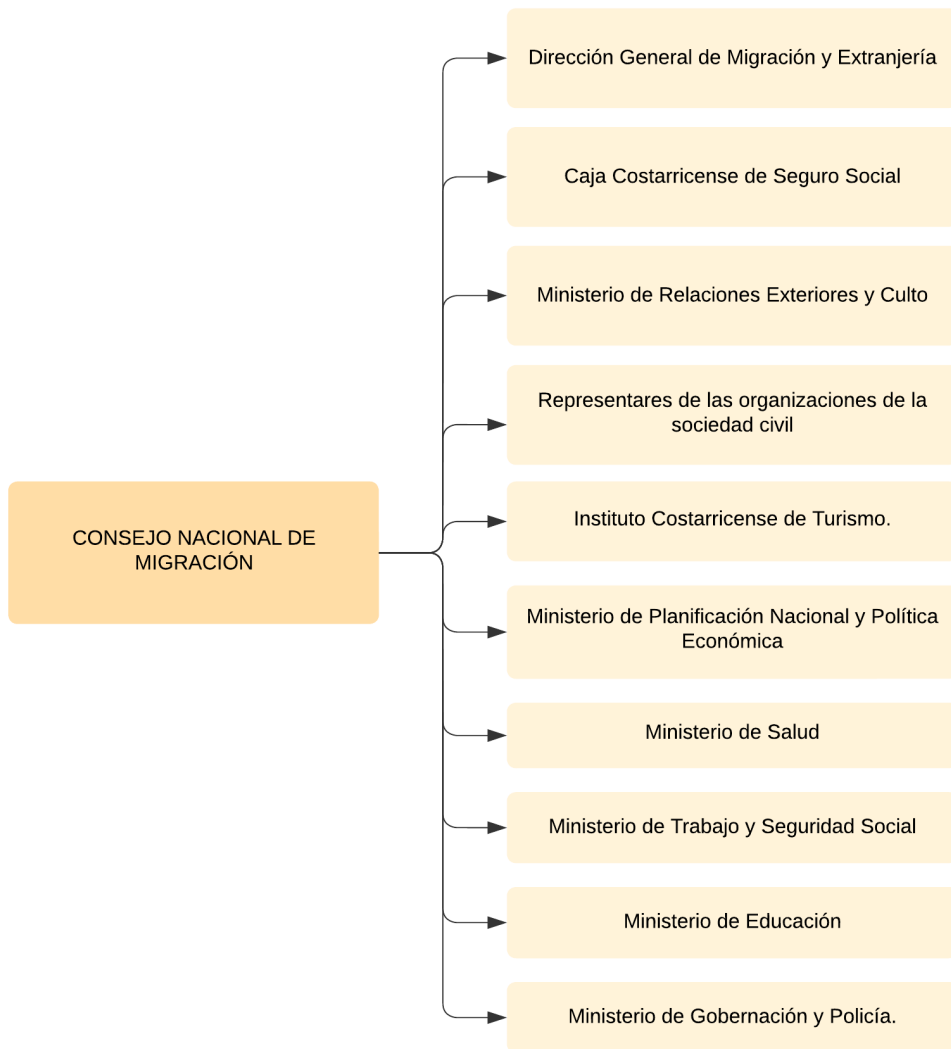 Dirección General de Migración y Extranjería
Caja Costarricense de Seguro Social
Ministerio de Relaciones Exteriores y Culto
Representares de las organizaciones de la
sociedad civil
CONSEJO NACIONAL DE
MIGRACIÓN
Instituto Costarricense de Turismo.
Ministerio de Planificación Nacional y Política
Económica
Ministerio de Salud
Ministerio de Trabajo y Seguridad Social
Ministerio de Educación
Ministerio de Gobernación y Policía.